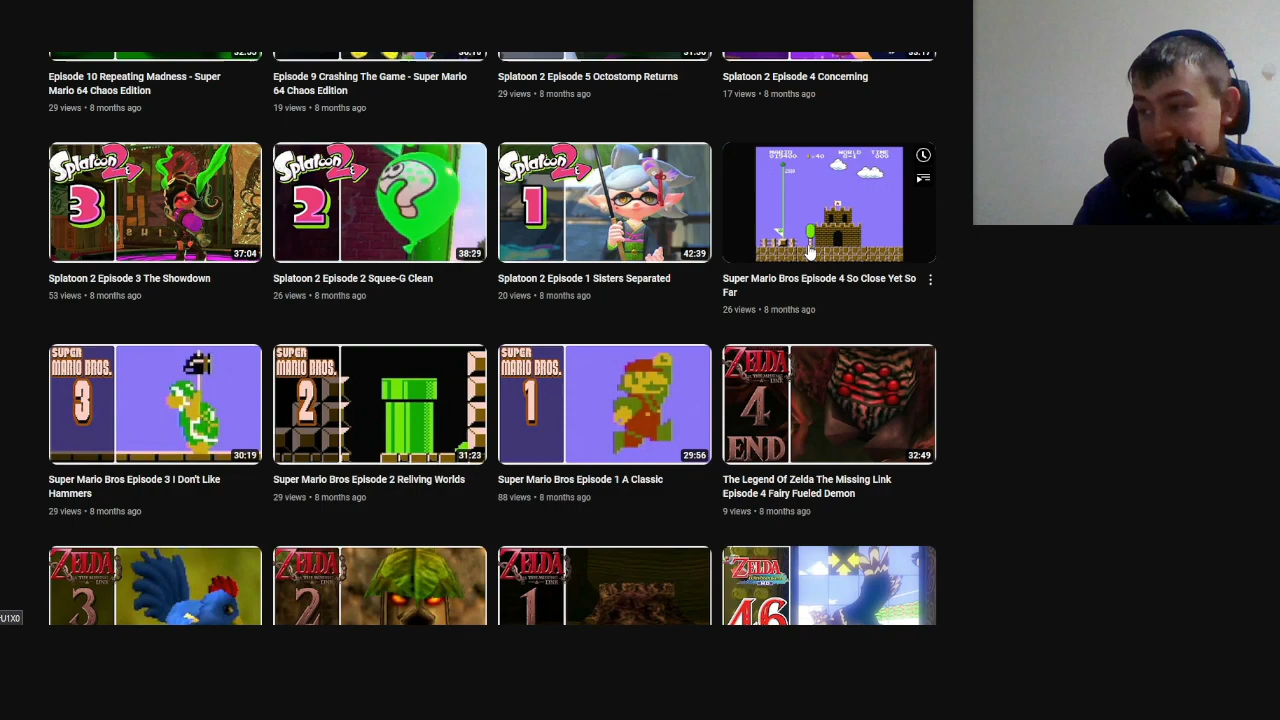 Episode 10 Repeating Madness - Super
Mario 64 Chaos Edition
29 views • 8 months ago
Episode 9 Crashing The Game - Super Mario
64 Chaos Edition
19 views • 8 months ago
Splatoon 2 Episode 5 Octostomp Returns
29 views • 8 months ago
Splatoon 2 Episode 4 Concerning
17 views • 8 months ago
Splatoon 2
3
37:04
Splatoon 2 Episode 3 The Showdown
53 views • 8 months ago
Splatoon 2
2
38:29
Splatoon 2 Episode 2 Squee-G Clean
26 views • 8 months ago
Splatoon 2
1
42:39
Splatoon 2 Episode 1 Sisters Separated
20 views • 8 months ago
MARIO WORLD TIME
Super Mario Bros Episode 4 So Close Yet So
Far
26 views • 8 months ago
SUPER
MARIO BROS.
3
30:19
Super Mario Bros Episode 3 I Don't Like
Hammers
29 views • 8 months ago
SUPER
MARIO BROS.
2
31:23
Super Mario Bros Episode 2 Reliving Worlds
29 views • 8 months ago
SUPER
MARIO BROS.
1
29:56
Super Mario Bros Episode 1 A Classic
88 views • 8 months ago
ZELDA
4
END
32:49
The Legend Of Zelda The Missing Link
Episode 4 Fairy Fueled Demon
9 views • 8 months ago
ZELDA
3
ZELDA
2
ZELDA
1
ZELDA
46
U1X0